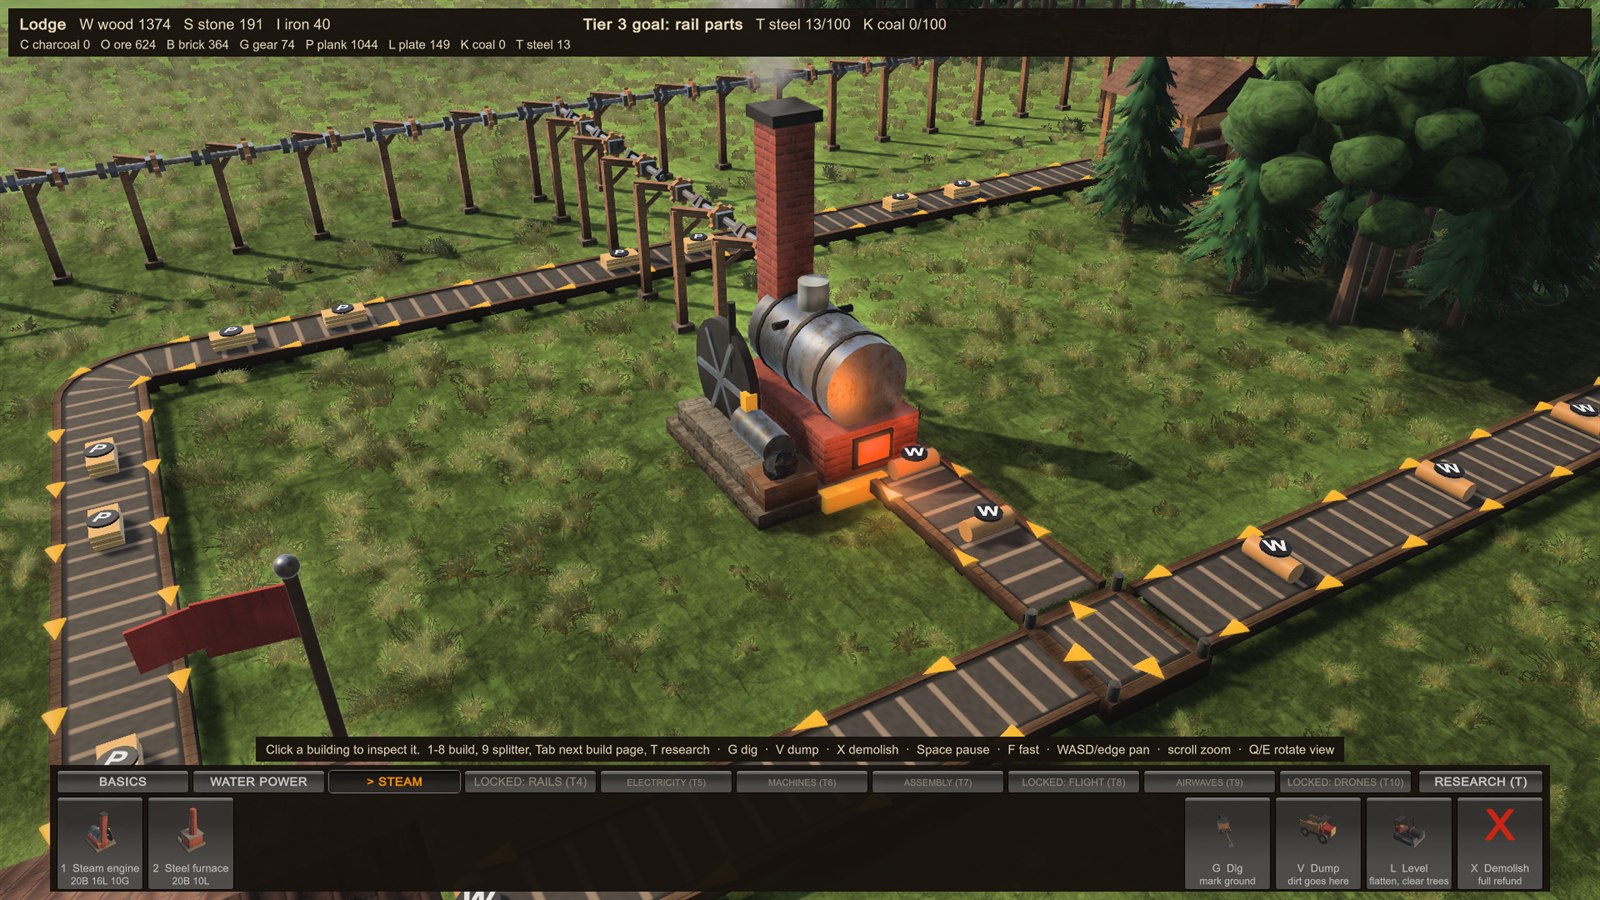 Lodge W wood 1374 S stone 191 I iron 40
C charcoal 0 O ore 624 B brick 364 G gear 74 P plank 1044 L plate 149 K coal 0 T steel 13
Tier 3 goal: rail parts T steel 13/100 K coal 0/100
P
P
P
P
P
P
P
P
P
W
W
W
W
W
W
Click a building to inspect it. 1-8 build, 9 splitter, Tab next build page, T research · G dig · V dump · X demolish · Space pause · F fast · WASD/edge pan · scroll zoom · Q/E rotate view
BASICS
WATER POWER
> STEAM
LOCKED: RAILS (T4)
ELECTRICITY (T5)
MACHINES (T6)
ASSEMBLY (T7)
LOCKED: FLIGHT (T8)
AIRWAVES (T9)
LOCKED: DRONES (T10)
RESEARCH (T)
1 Steam engine
20B 16L 10G
2 Steel furnace
20B 10L
G Dig
mark ground
V Dump
dirt goes here
L Level
flatten, clear trees
X Demolish
full refund